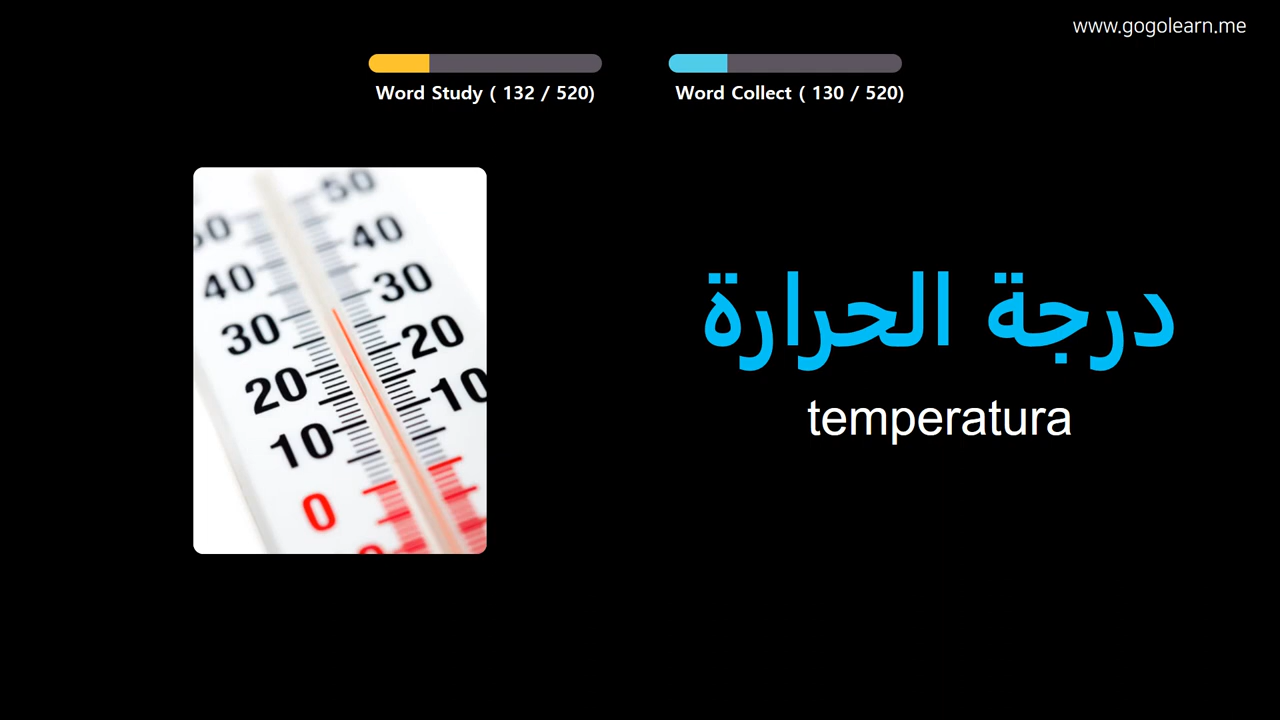 www.gogolearn.me
Word Study ( 132 / 520)
Word Collect ( 130 / 520)
50
40
30
20
10
40
30
20
10
0
درجة الحرارة
temperatura